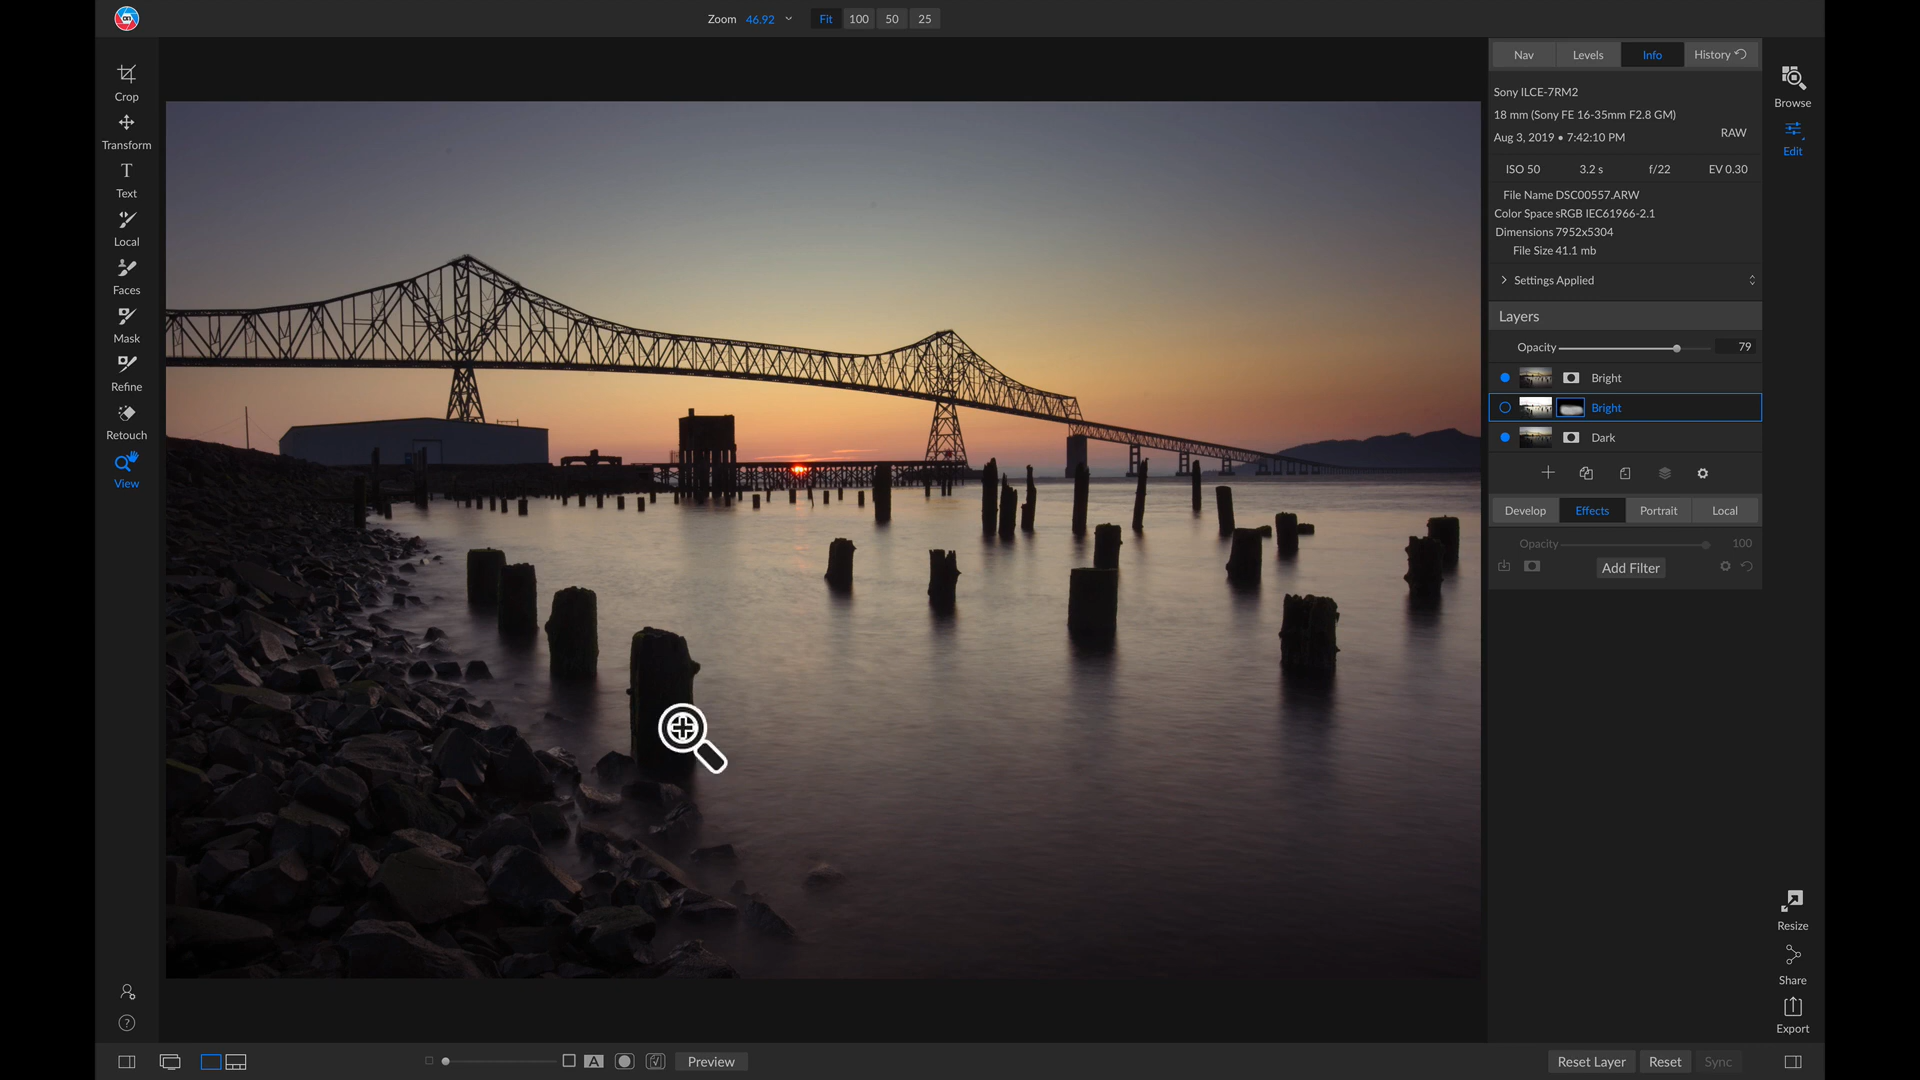 Zoom 46.92 Fit 100 50 25
Crop
Transform
Text
Local
Faces
Mask
Refine
Retouch
View
Nav Levels Info History
Sony ILCE-7RM2
18 mm (Sony FE 16-35mm F2.8 GM)
Aug 3, 2019 • 7:42:10 PM RAW
ISO 50 3.2 s f/22 EV 0.30
File Name DSC00557.ARW
Color Space sRGB IEC61966-2.1
Dimensions 7952x5304
File Size 41.1 mb
Settings Applied
Layers
Opacity 79
Bright
Bright
Dark
Develop Effects Portrait Local
Opacity 100
Add Filter
Browse
Edit
Resize
Share
Export
A Preview Reset Layer Reset Sync